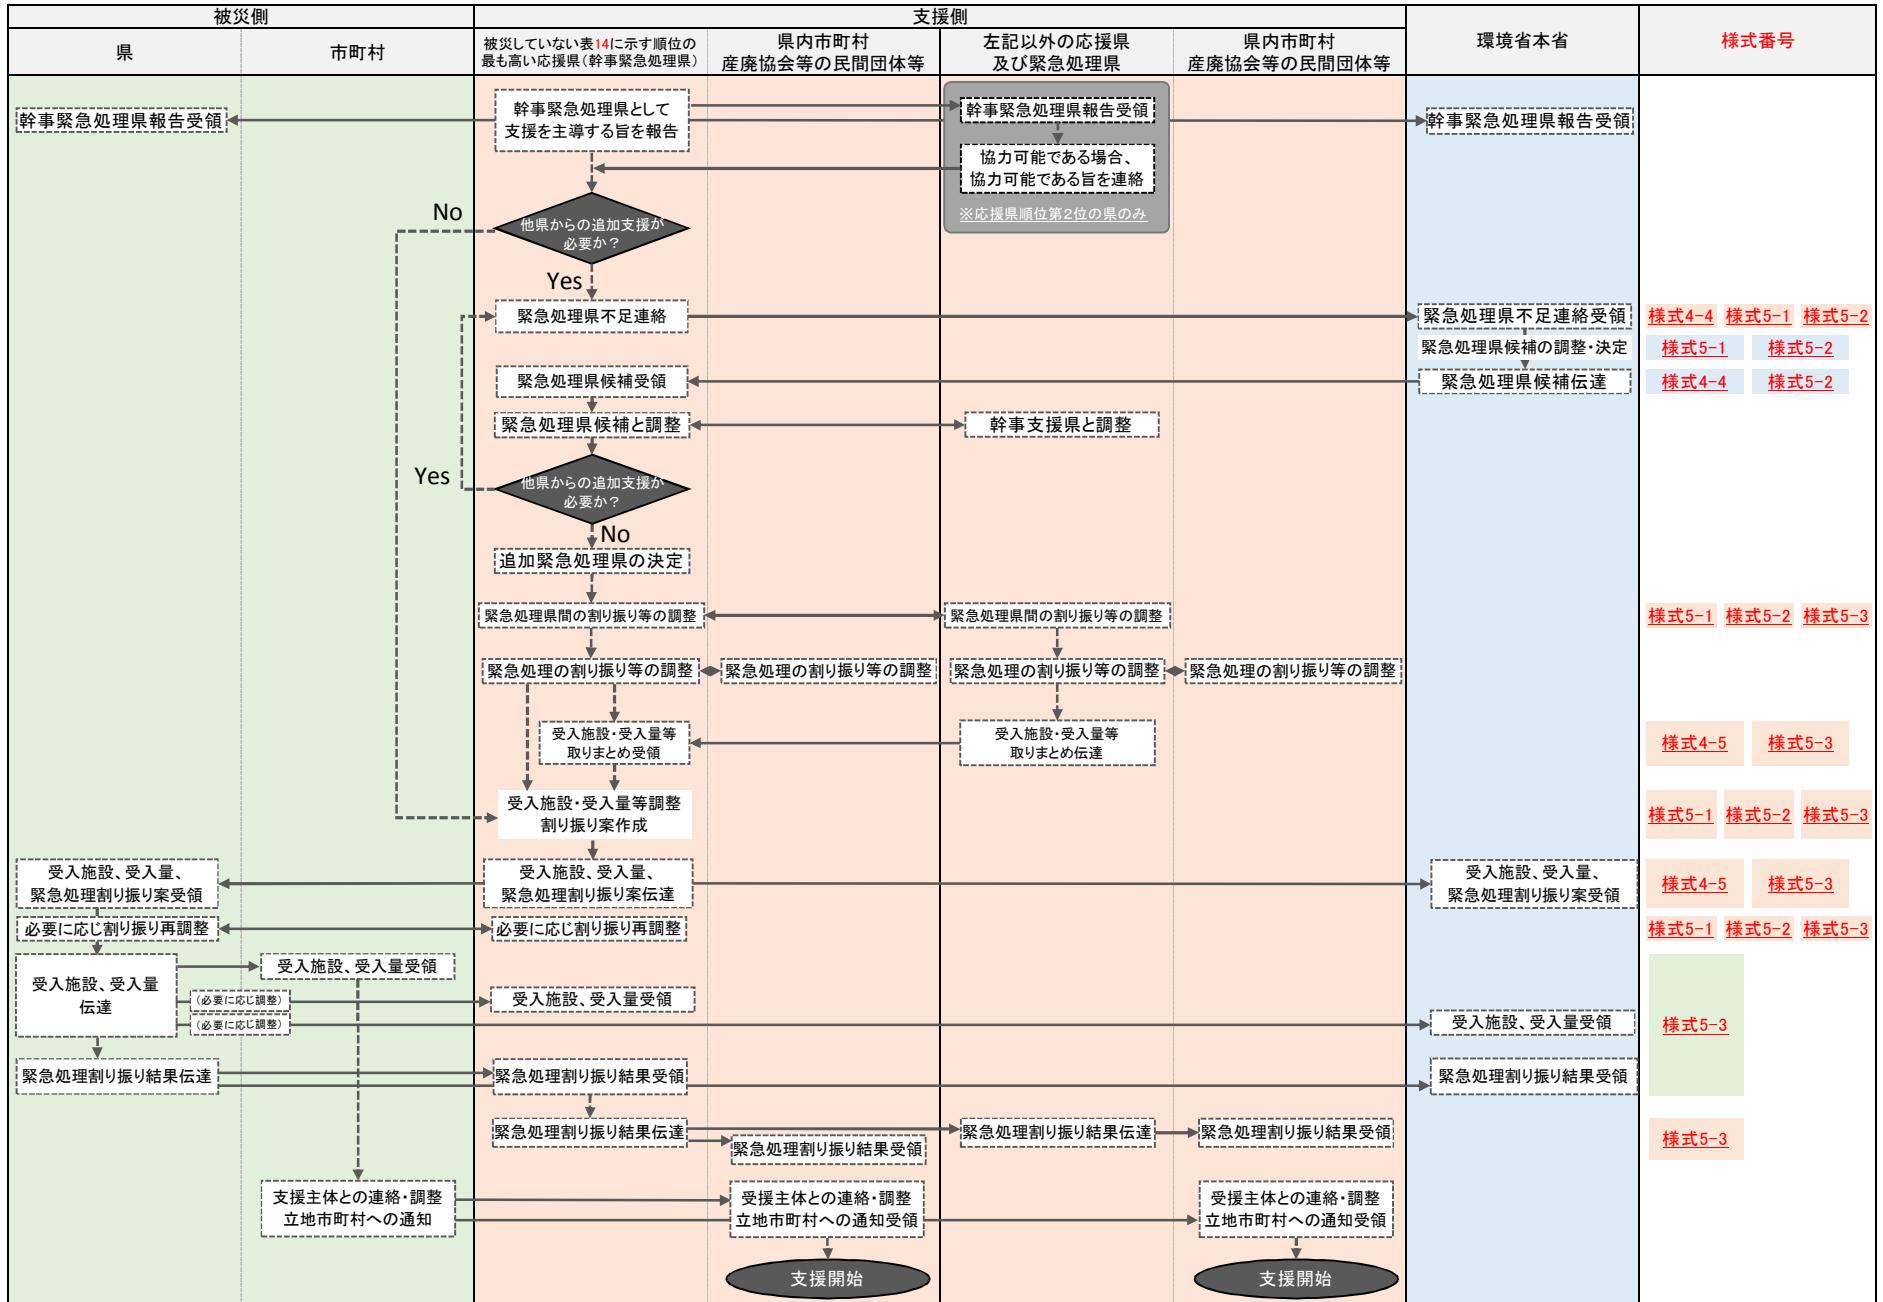 被災側
支援側
県
市町村
被災していない表14に示す順位の
最も高い応援県(幹事緊急処理県)
県内市町村
産廃協会等の民間団体等
左記以外の応援県
及び緊急処理県
県内市町村
産廃協会等の民間団体等
環境省本省
様式番号
幹事緊急処理県報告受領
幹事緊急処理県として
支援を主導する旨を報告
幹事緊急処理県報告受領
幹事緊急処理県報告受領
協力可能である場合、
協力可能である旨を連絡
※応援県順位第2位の県のみ
No
他県からの追加支援が
必要か?
Yes
緊急処理県不足連絡
緊急処理県不足連絡受領
様式4-4 様式5-1 様式5-2
緊急処理県候補の調整・決定
様式5-1 様式5-2
緊急処理県候補受領
緊急処理県候補伝達
様式4-4 様式5-2
緊急処理県候補と調整
幹事支援県と調整
Yes
他県からの追加支援が
必要か?
No
追加緊急処理県の決定
緊急処理県間の割り振り等の調整
緊急処理県間の割り振り等の調整
様式5-1 様式5-2 様式5-3
緊急処理の割り振り等の調整
緊急処理の割り振り等の調整
緊急処理の割り振り等の調整
緊急処理の割り振り等の調整
受入施設・受入量等
取りまとめ受領
受入施設・受入量等
取りまとめ伝達
様式4-5 様式5-3
受入施設・受入量等調整
割り振り案作成
様式5-1 様式5-2 様式5-3
受入施設、受入量、
緊急処理割り振り案受領
受入施設、受入量、
緊急処理割り振り案伝達
受入施設、受入量、
緊急処理割り振り案受領
様式4-5 様式5-3
必要に応じ割り振り再調整
必要に応じ割り振り再調整
様式5-1 様式5-2 様式5-3
受入施設、受入量
伝達
受入施設、受入量受領
(必要に応じ調整)
受入施設、受入量受領
(必要に応じ調整)
受入施設、受入量受領
様式5-3
緊急処理割り振り結果伝達
緊急処理割り振り結果受領
緊急処理割り振り結果受領
緊急処理割り振り結果伝達
緊急処理割り振り結果受領
緊急処理割り振り結果伝達
緊急処理割り振り結果受領
様式5-3
支援主体との連絡・調整
立地市町村への通知
受援主体との連絡・調整
立地市町村への通知受領
受援主体との連絡・調整
立地市町村への通知受領
支援開始
支援開始